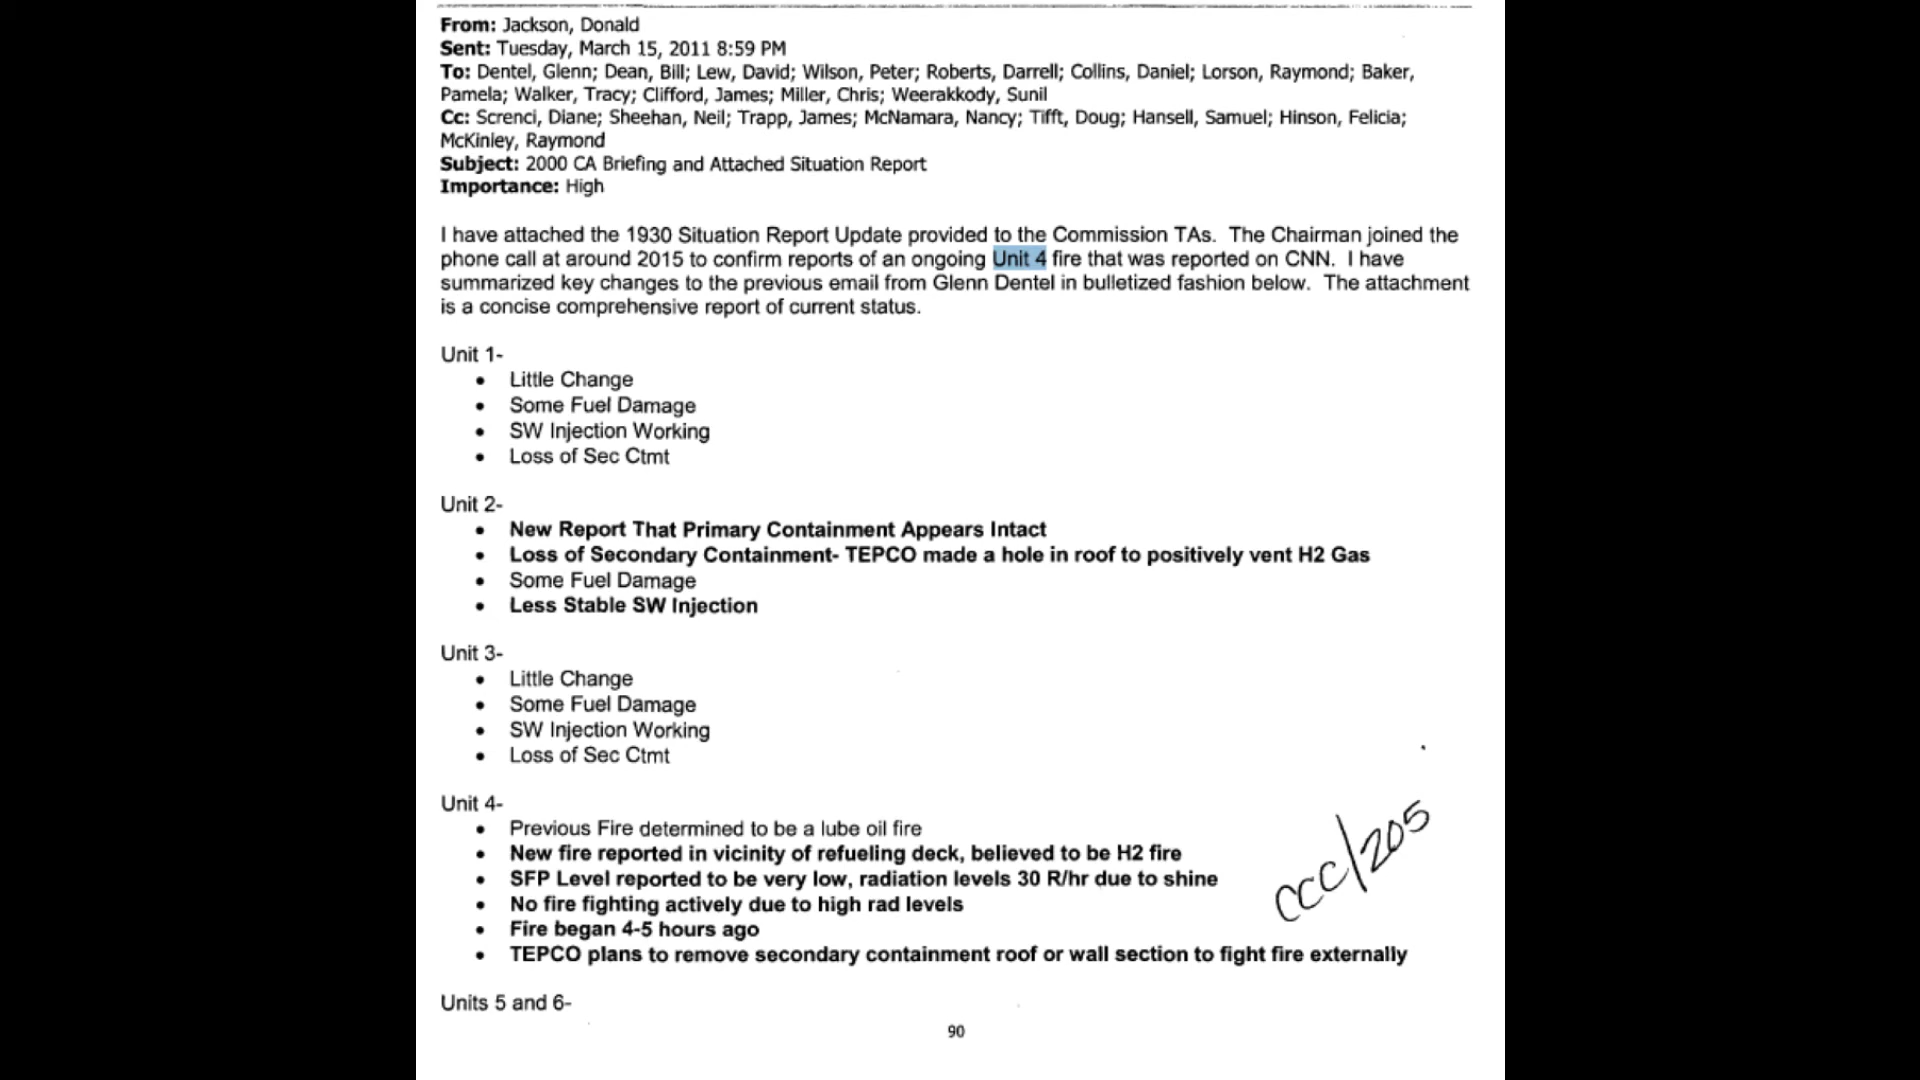 From: Jackson, Donald
Sent: Tuesday, March 15, 2011 8:59 PM
To: Dentel, Glenn; Dean, Bill; Lew, David; Wilson, Peter; Roberts, Darrell; Collins, Daniel; Lorson, Raymond; Baker,
Pamela; Walker, Tracy; Clifford, James; Miller, Chris; Weerakkody, Sunil
Cc: Screnci, Diane; Sheehan, Neil; Trapp, James; McNamara, Nancy; Tifft, Doug; Hansell, Samuel; Hinson, Felicia;
McKinley, Raymond
Subject: 2000 CA Briefing and Attached Situation Report
Importance: High
I have attached the 1930 Situation Report Update provided to the Commission TAs. The Chairman joined the
phone call at around 2015 to confirm reports of an ongoing Unit 4 fire that was reported on CNN. I have
summarized key changes to the previous email from Glenn Dentel in bulletized fashion below. The attachment
is a concise comprehensive report of current status.
Unit 1-
• Little Change
• Some Fuel Damage
• SW Injection Working
• Loss of Sec Ctmt
Unit 2-
• New Report That Primary Containment Appears Intact
• Loss of Secondary Containment- TEPCO made a hole in roof to positively vent H2 Gas
• Some Fuel Damage
• Less Stable SW Injection
Unit 3-
• Little Change
• Some Fuel Damage
• SW Injection Working
• Loss of Sec Ctmt
Unit 4-
• Previous Fire determined to be a lube oil fire
• New fire reported in vicinity of refueling deck, believed to be H2 fire
• SFP Level reported to be very low, radiation levels 30 R/hr due to shine
• No fire fighting actively due to high rad levels
• Fire began 4-5 hours ago
• TEPCO plans to remove secondary containment roof or wall section to fight fire externally
CCC/205
Units 5 and 6-
90